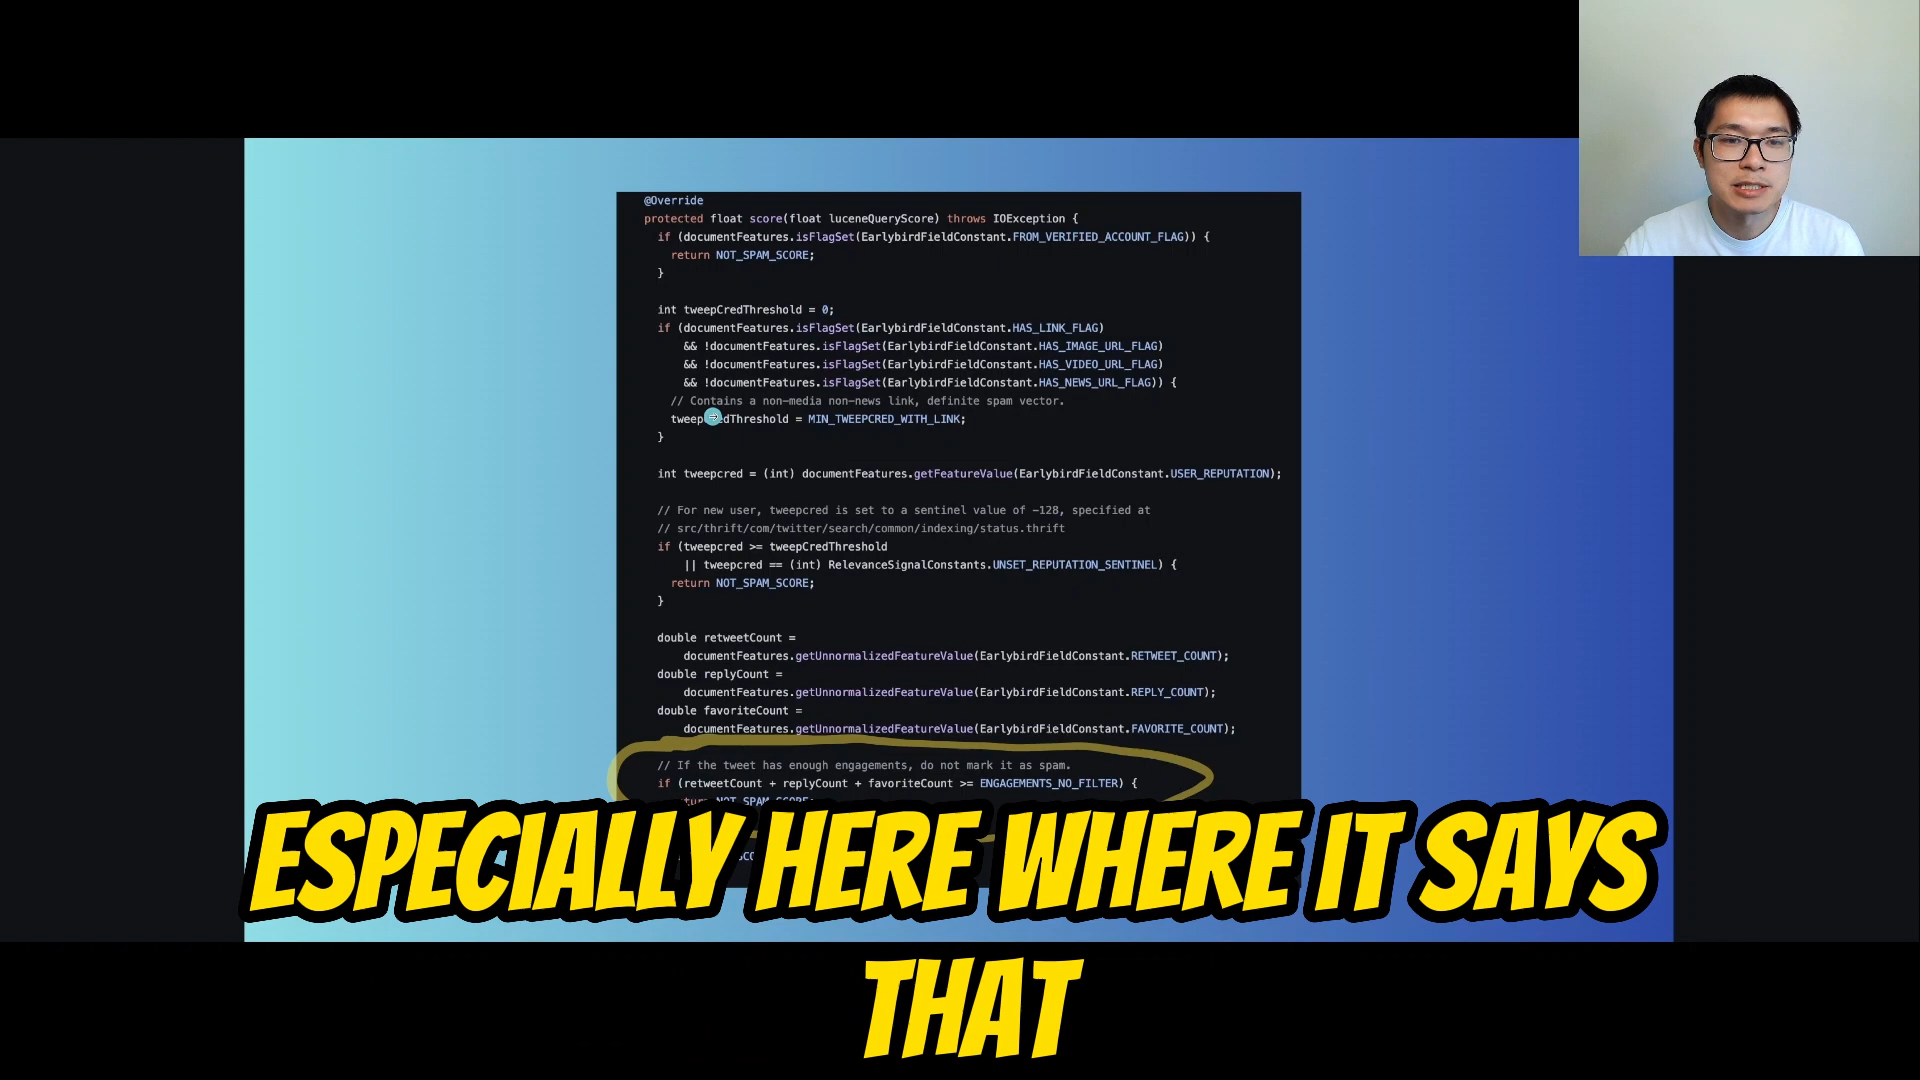 @Override
protected float score(float luceneQueryScore) throws IOException {
if (documentFeatures.isFlagSet(EarlybirdFieldConstant.FROM_VERIFIED_ACCOUNT_FLAG)) {
return NOT_SPAM_SCORE;
}
int tweepCredThreshold = 0;
if (documentFeatures.isFlagSet(EarlybirdFieldConstant.HAS_LINK_FLAG)
&& !documentFeatures.isFlagSet(EarlybirdFieldConstant.HAS_IMAGE_URL_FLAG)
&& !documentFeatures.isFlagSet(EarlybirdFieldConstant.HAS_VIDEO_URL_FLAG)
&& !documentFeatures.isFlagSet(EarlybirdFieldConstant.HAS_NEWS_URL_FLAG)) {
// Contains a non-media non-news link, definite spam vector.
tweepCredThreshold = MIN_TWEEPCRED_WITH_LINK;
}
int tweepcred = (int) documentFeatures.getFeatureValue(EarlybirdFieldConstant.USER_REPUTATION);
// For new user, tweepcred is set to a sentinel value of -128, specified at
// src/thrift/com/twitter/search/common/indexing/status.thrift
if (tweepcred >= tweepCredThreshold
|| tweepcred == (int) RelevanceSignalConstants.UNSET_REPUTATION_SENTINEL) {
return NOT_SPAM_SCORE;
}
double retweetCount =
documentFeatures.getUnnormalizedFeatureValue(EarlybirdFieldConstant.RETWEET_COUNT);
double replyCount =
documentFeatures.getUnnormalizedFeatureValue(EarlybirdFieldConstant.REPLY_COUNT);
double favoriteCount =
documentFeatures.getUnnormalizedFeatureValue(EarlybirdFieldConstant.FAVORITE_COUNT);
// If the tweet has enough engagements, do not mark it as spam.
if (retweetCount + replyCount + favoriteCount >= ENGAGEMENTS_NO_FILTER) {
NOT_SPAM_SCORE;
ESPECIALLY HERE WHERE IT SAYS
THAT